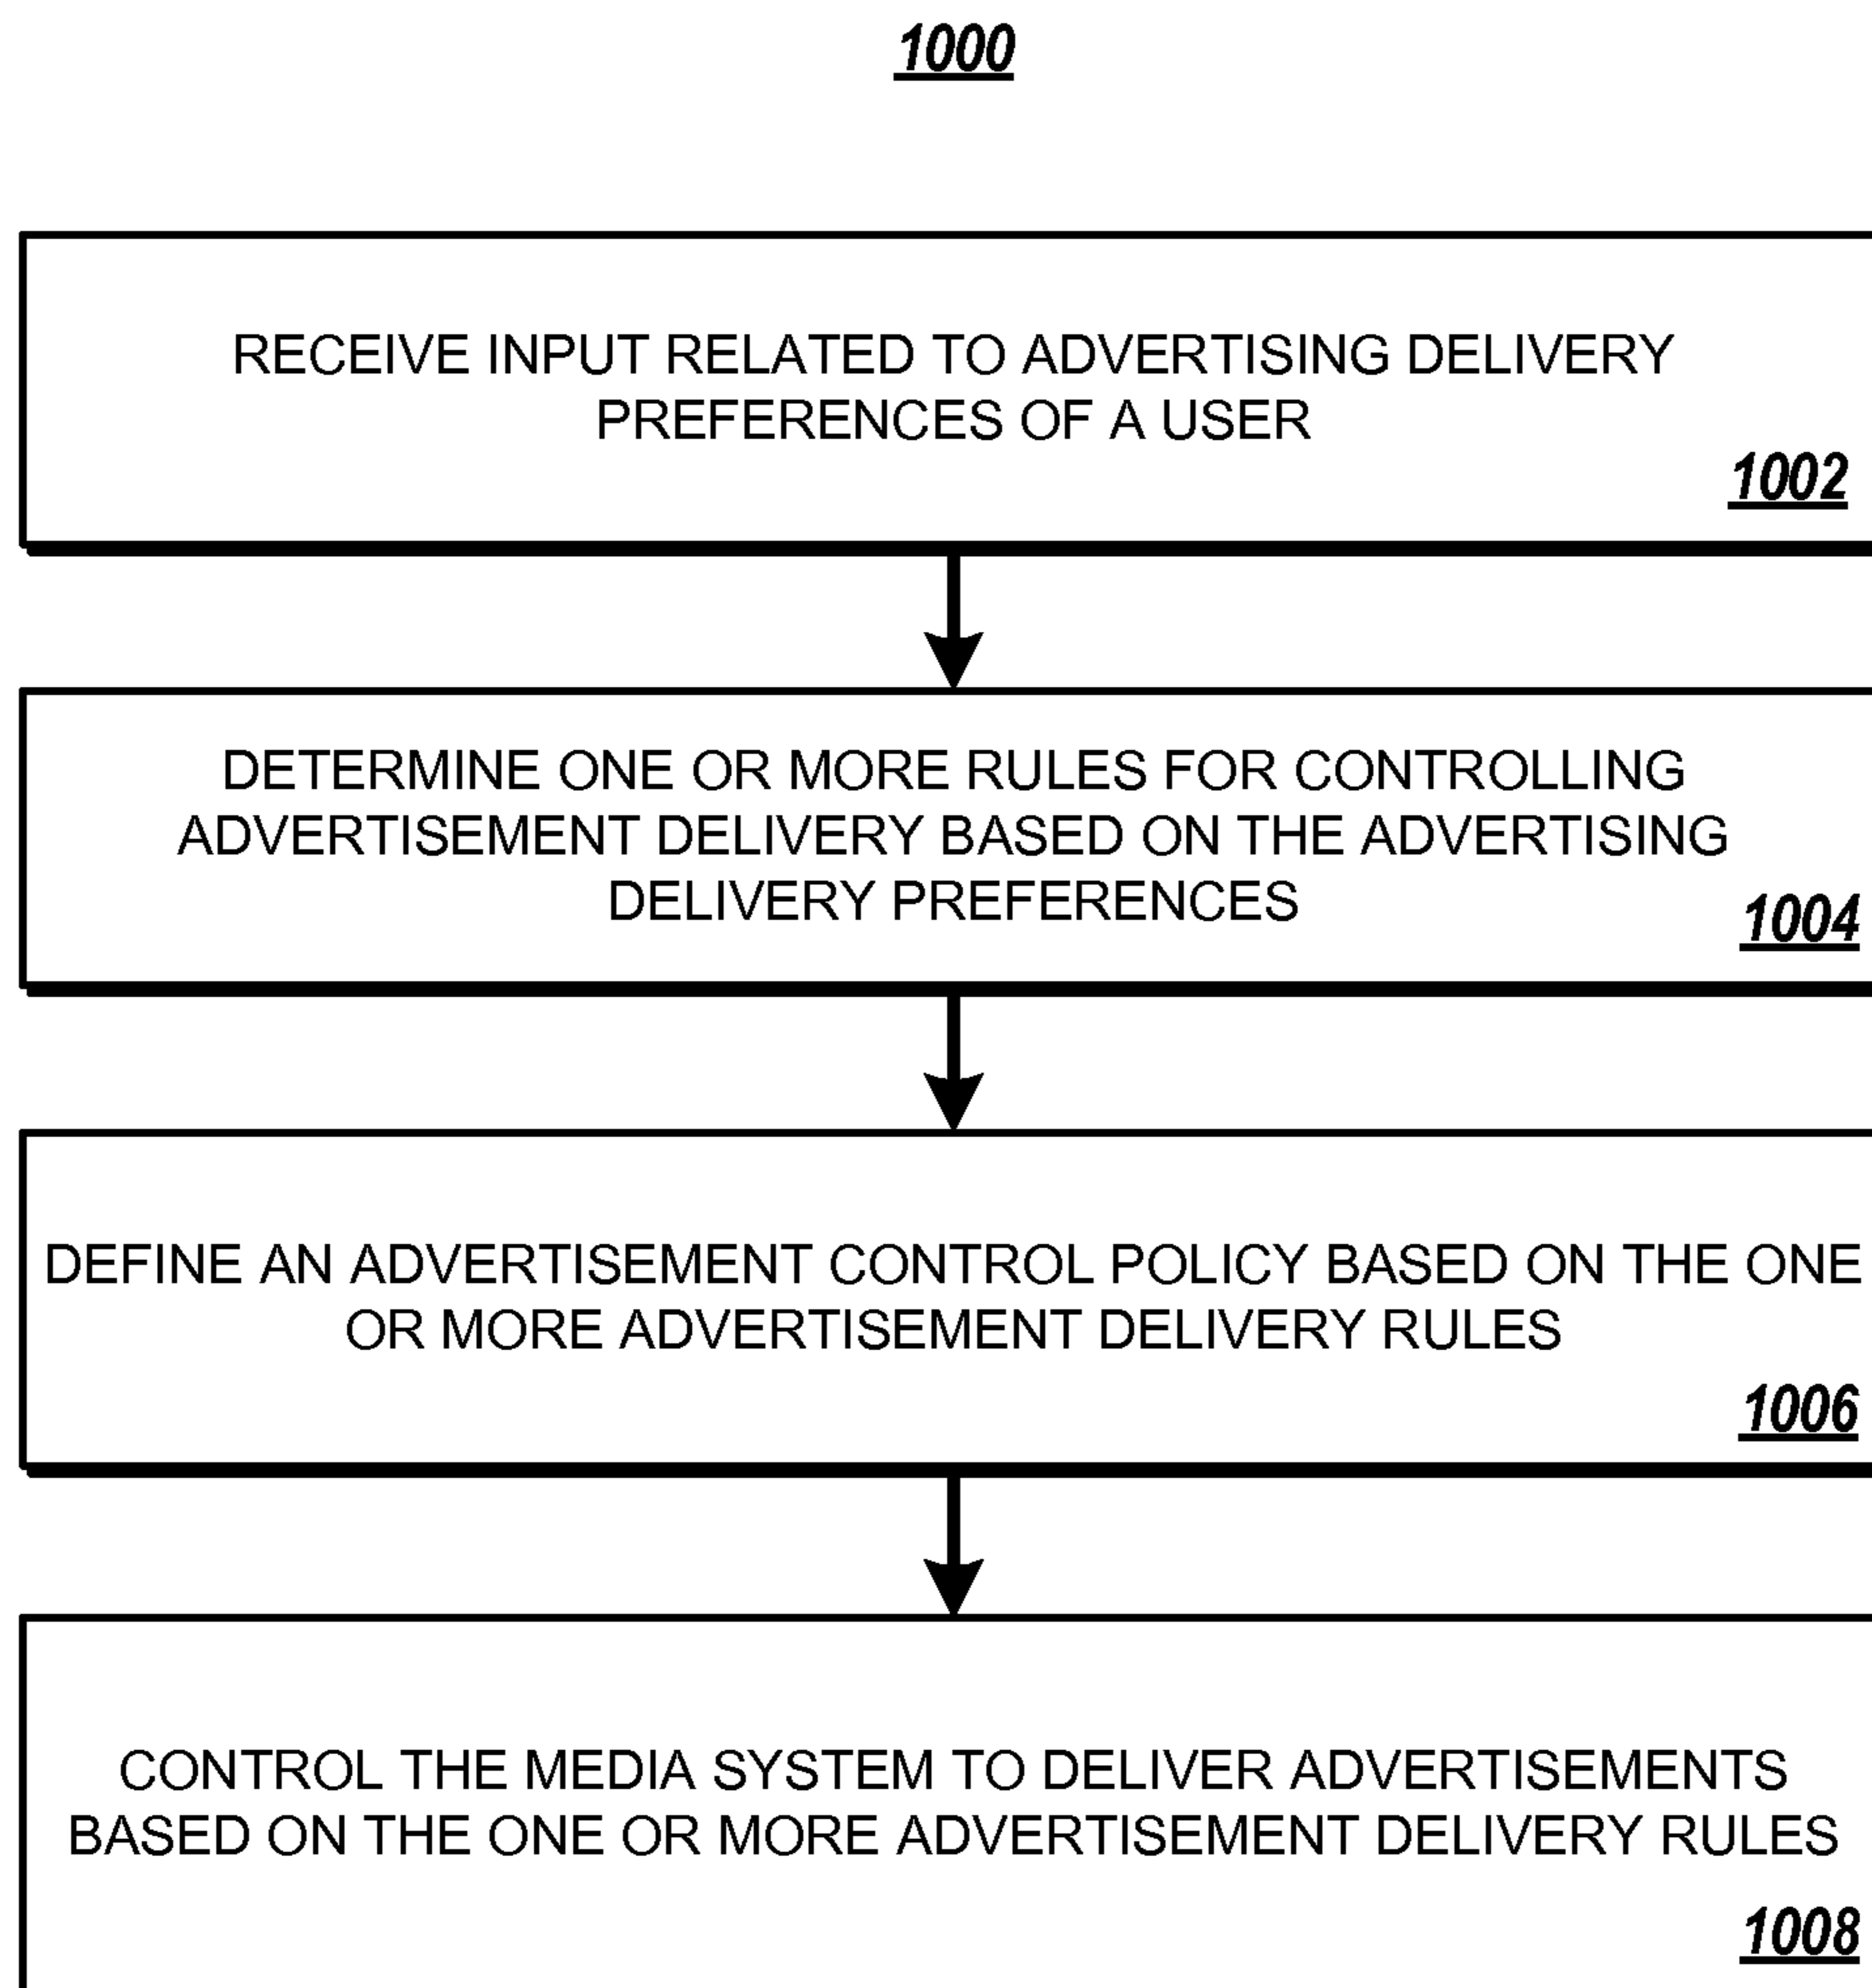 1000
RECEIVE INPUT RELATED TO ADVERTISING DELIVERY
PREFERENCES OF A USER
1002
DETERMINE ONE OR MORE RULES FOR CONTROLLING
ADVERTISEMENT DELIVERY BASED ON THE ADVERTISING
DELIVERY PREFERENCES
1004
DEFINE AN ADVERTISEMENT CONTROL POLICY BASED ON THE ONE
OR MORE ADVERTISEMENT DELIVERY RULES
1006
CONTROL THE MEDIA SYSTEM TO DELIVER ADVERTISEMENTS
BASED ON THE ONE OR MORE ADVERTISEMENT DELIVERY RULES
1008